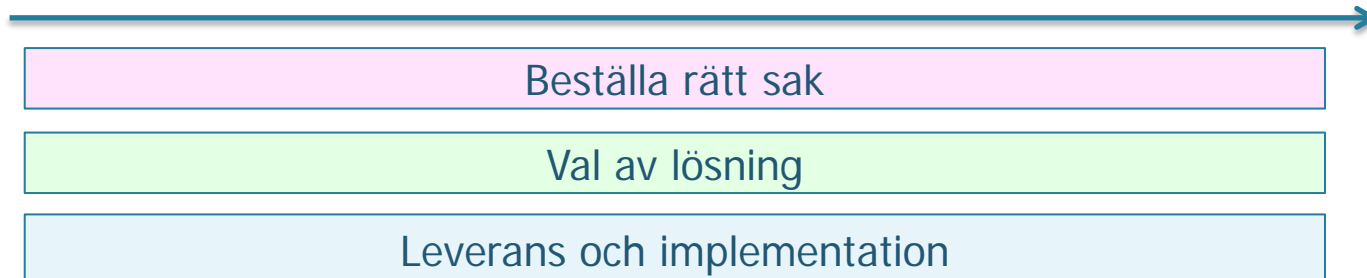 Beställa rätt sak
Val av lösning
Leverans och implementation